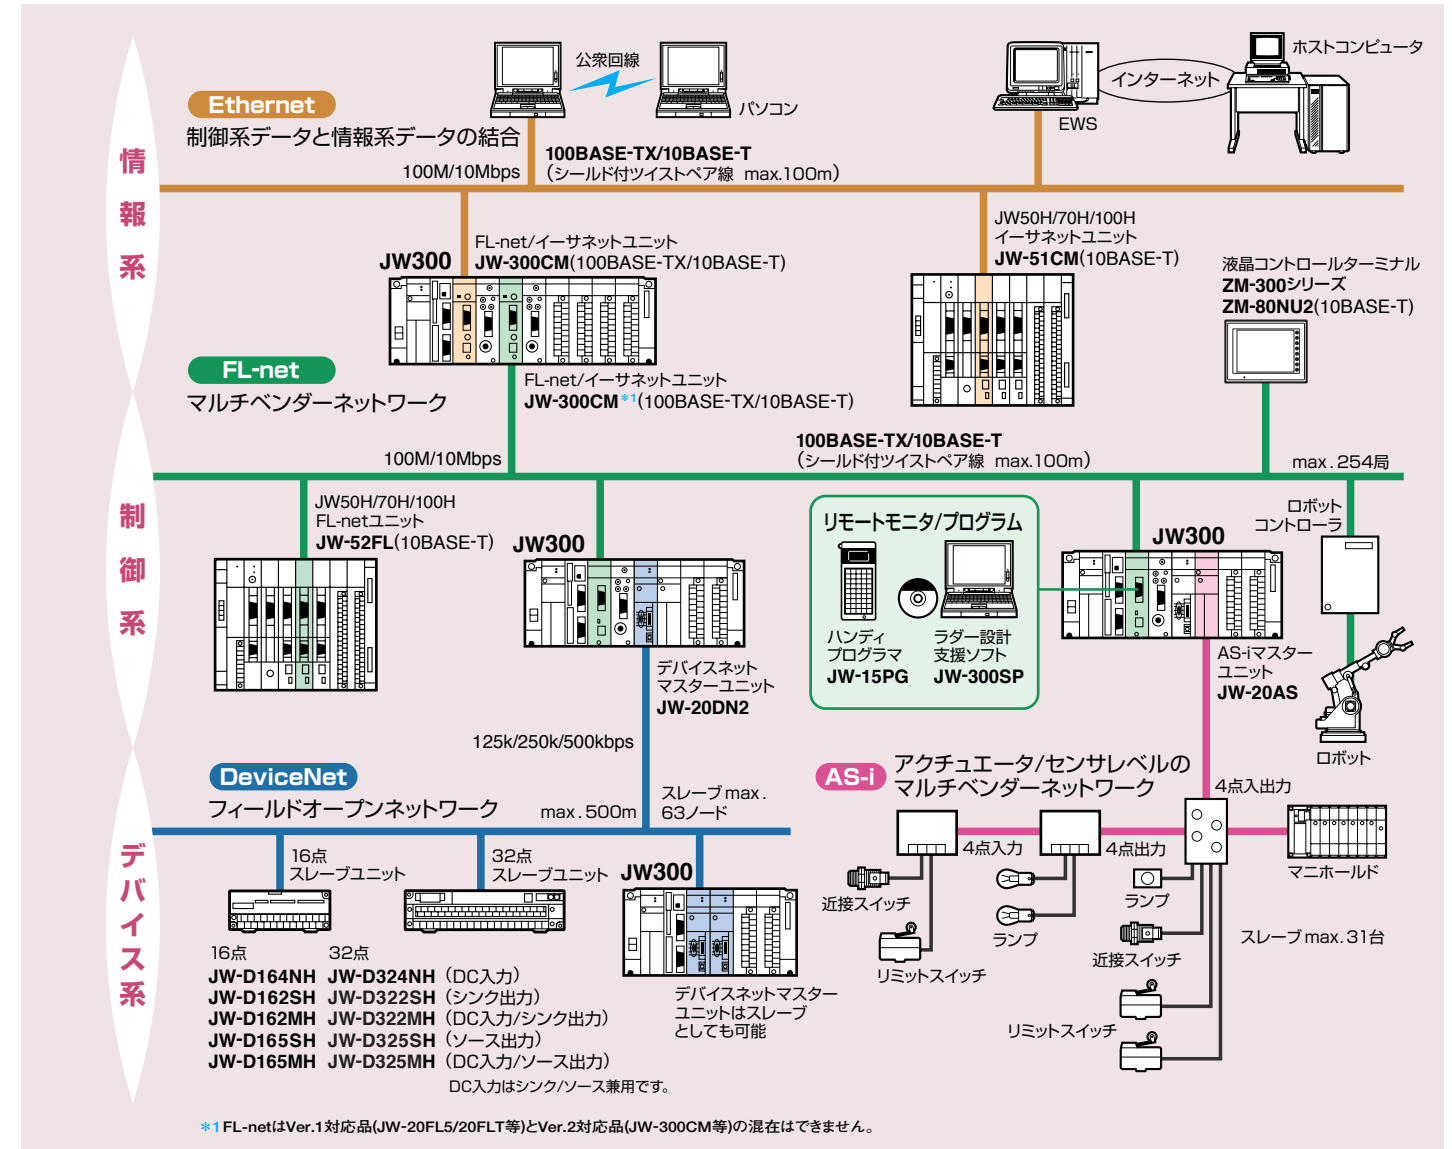 情報系
制御系
デバイス系
Ethernet
制御系データと情報系データの結合
公衆回線
パソコン
EWS
インターネット
ホストコンピュータ
100M/10Mbps
100BASE-TX/10BASE-T
(シールド付ツイストペア線 max.100m)
JW300
FL-net/イーサネットユニット
JW-300CM(100BASE-TX/10BASE-T)
JW50H/70H/100H
イーサネットユニット
JW-51CM(10BASE-T)
液晶コントロールターミナル
ZM-300シリーズ
ZM-80NU2(10BASE-T)
FL-net
マルチベンダーネットワーク
FL-net/イーサネットユニット
JW-300CM*1(100BASE-TX/10BASE-T)
100M/10Mbps
100BASE-TX/10BASE-T
(シールド付ツイストペア線 max.100m)
max.254局
JW50H/70H/100H
FL-netユニット
JW-52FL(10BASE-T)
JW300
デバイスネット
マスターユニット
JW-20DN2
リモートモニタ/プログラム
ハンディ
プログラマ
JW-15PG
ラダー設計
支援ソフト
JW-300SP
JW300
AS-iマスター
ユニット
JW-20AS
ロボット
コントローラ
ロボット
125k/250k/500kbps
DeviceNet
フィールドオープンネットワーク
max.500m
スレーブmax.
63ノード
16点
スレーブユニット
32点
スレーブユニット
JW300
デバイスネットマスター
ユニットはスレーブ
としても可能
16点 32点
JW-D164NH JW-D324NH (DC入力)
JW-D162SH JW-D322SH (シンク出力)
JW-D162MH JW-D322MH (DC入力/シンク出力)
JW-D165SH JW-D325SH (ソース出力)
JW-D165MH JW-D325MH (DC入力/ソース出力)
DC入力はシンク/ソース兼用です。
AS-i
アクチュエータ/センサレベルの
マルチベンダーネットワーク
4点入出力
4点入力
4点出力
マニホールド
近接スイッチ
リミットスイッチ
ランプ
ランプ
近接スイッチ
リミットスイッチ
スレーブmax.31台
*1 FL-netはVer.1対応品(JW-20FL5/20FLT等)とVer.2対応品(JW-300CM等)の混在はできません。